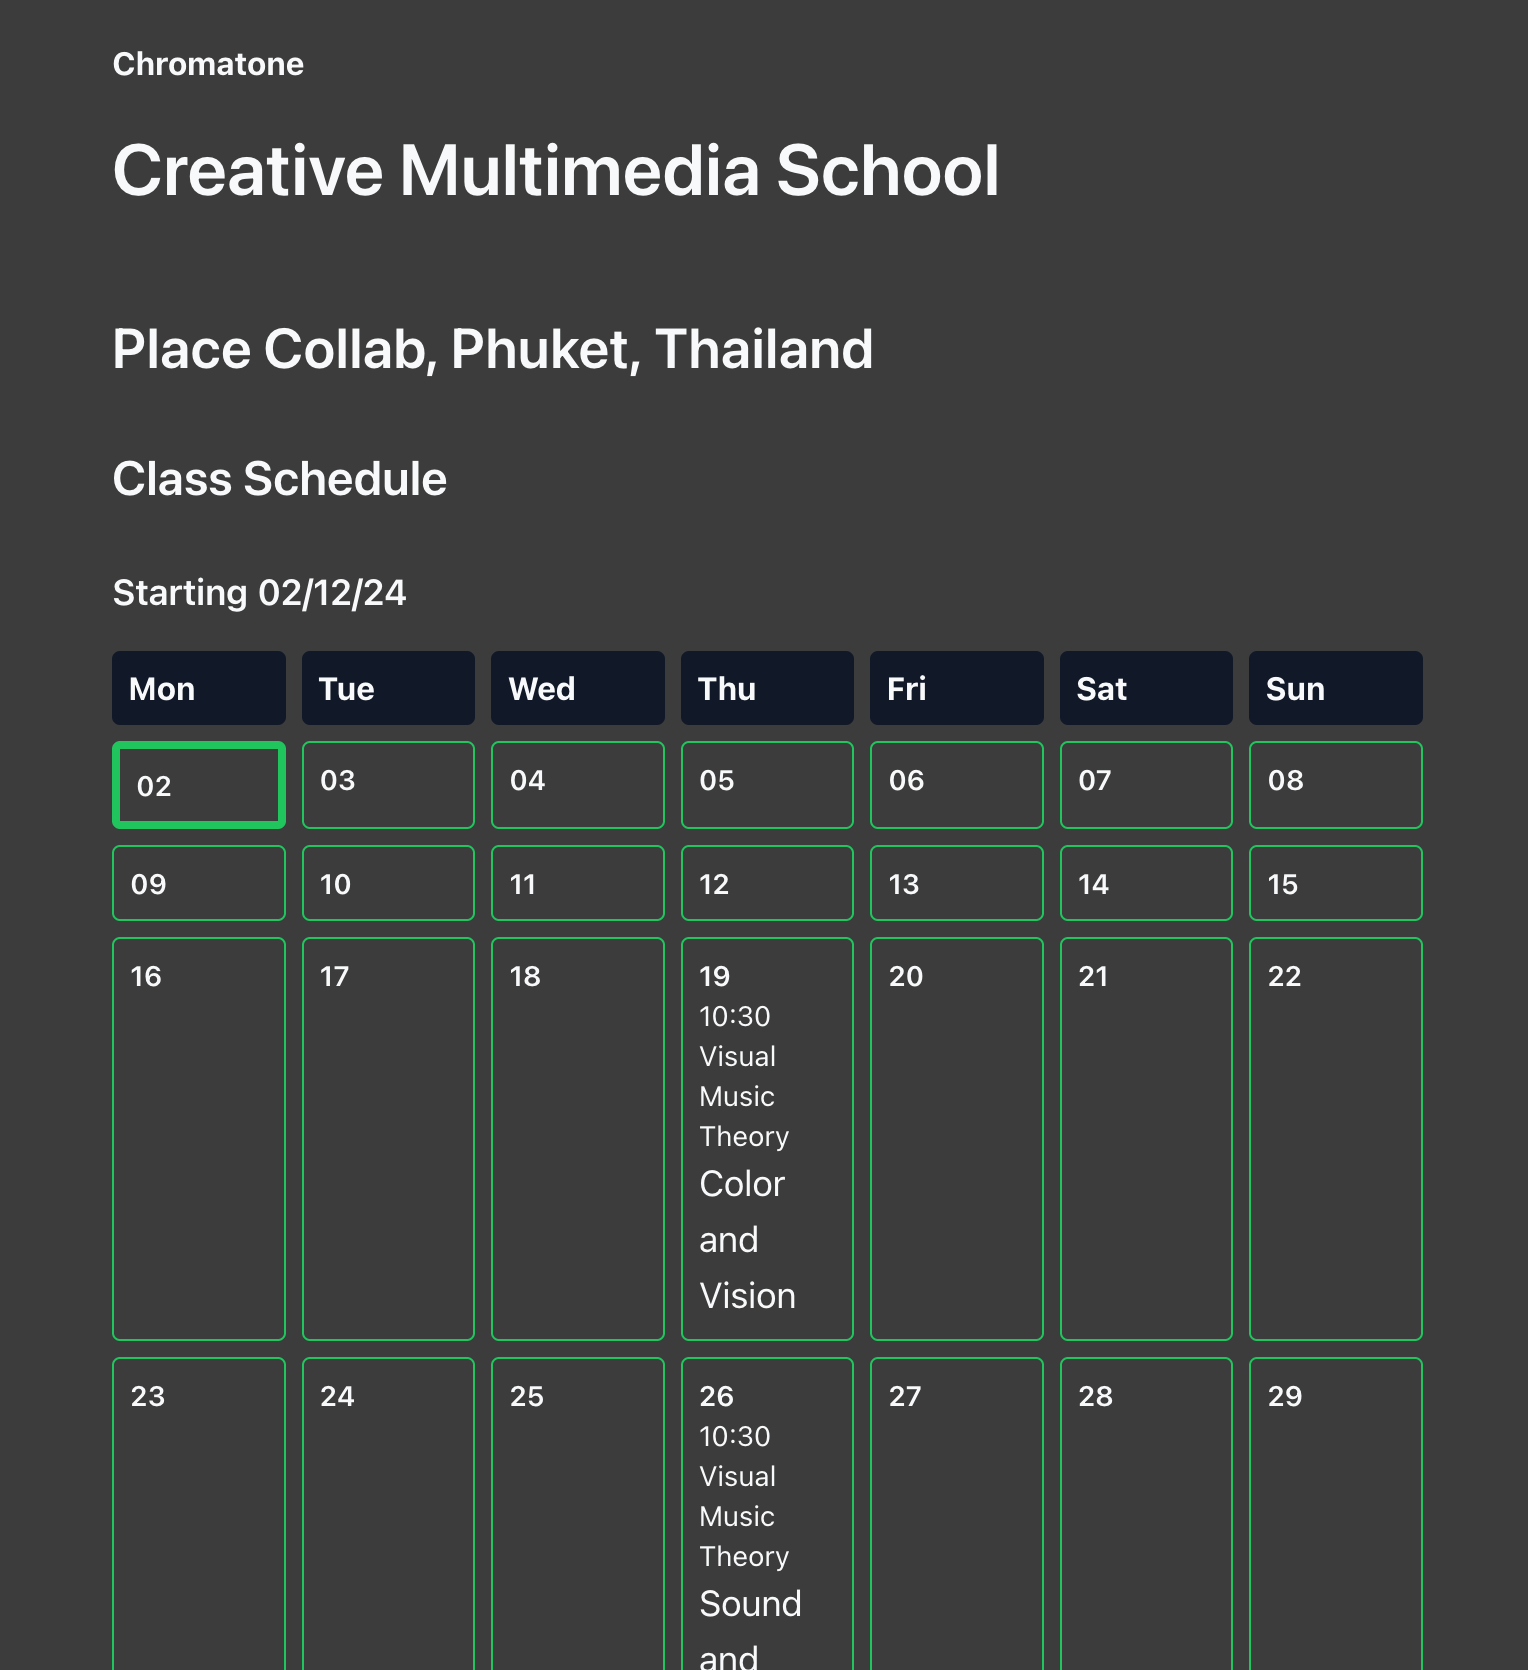 Chromatone
Creative Multimedia School
Place Collab, Phuket, Thailand
Class Schedule
Starting 02/12/24
Mon Tue Wed Thu Fri Sat Sun
02 03 04 05 06 07 08
09 10 11 12 13 14 15
16 17 18 19 20 21 22
10:30
Visual
Music
Theory
Color
and
Vision
23 24 25 26 27 28 29
10:30
Visual
Music
Theory
Sound
and